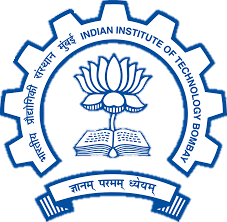 भारतीय प्रौद्योगिकी संस्थान मुंबई
INDIAN INSTITUTE OF TECHNOLOGY BOMBAY
ज्ञानम् परमम् ध्येयम्